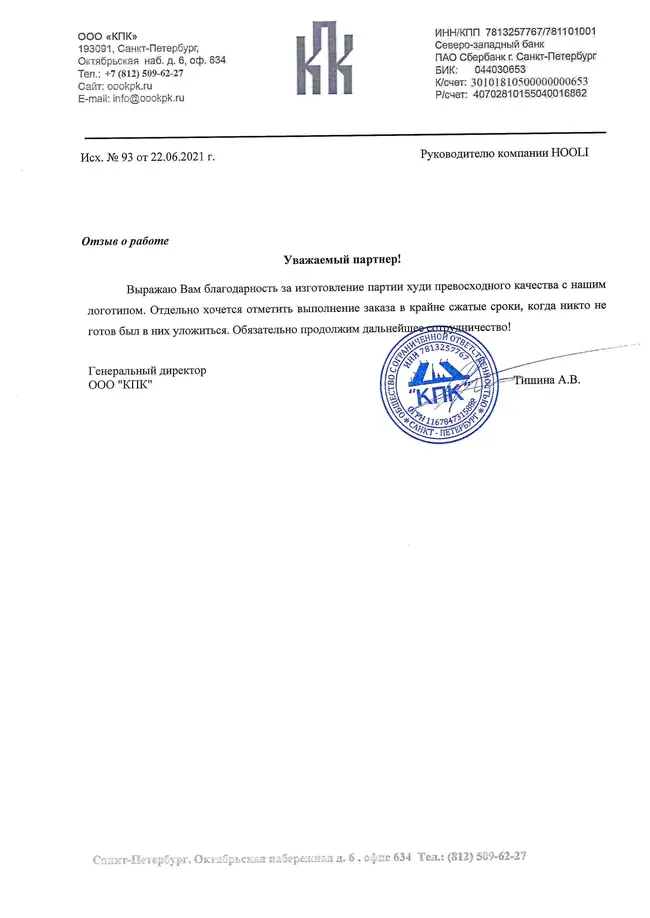 ООО «КПК»
193091, Санкт-Петербург,
Октябрьская наб. д. 6, оф. 634
Тел.: +7 (812) 509-62-27
Сайт: oookpk.ru
E-mail: info@oookpk.ru
КПК
ИНН/КПП 7813257767/781101001
Северо-западный банк
ПАО Сбербанк г. Санкт-Петербург
БИК: 044030653
К/счет: 30101810500000000653
Р/счет: 40702810155040016862
Исх. № 93 от 22.06.2021 г.
Руководителю компании HOOLI
Отзыв о работе
Уважаемый партнер!
Выражаю Вам благодарность за изготовление партии худи превосходного качества с нашим
логотипом. Отдельно хочется отметить выполнение заказа в крайне сжатые сроки, когда никто не
готов был в них уложиться. Обязательно продолжим дальнейшее сотрудничество!
Генеральный директор
ООО "КПК"
Тишина А.В.
ОБЩЕСТВО С ОГРАНИЧЕННОЙ ОТВЕТСТВЕННОСТЬЮ
ИНН 7813257767
"КПК"
ОГРН 1167847315888
САНКТ - ПЕТЕРБУРГ
Санкт-Петербург, Октябрьская набережная д. 6 , офис 634 Тел.: (812) 509-62-27